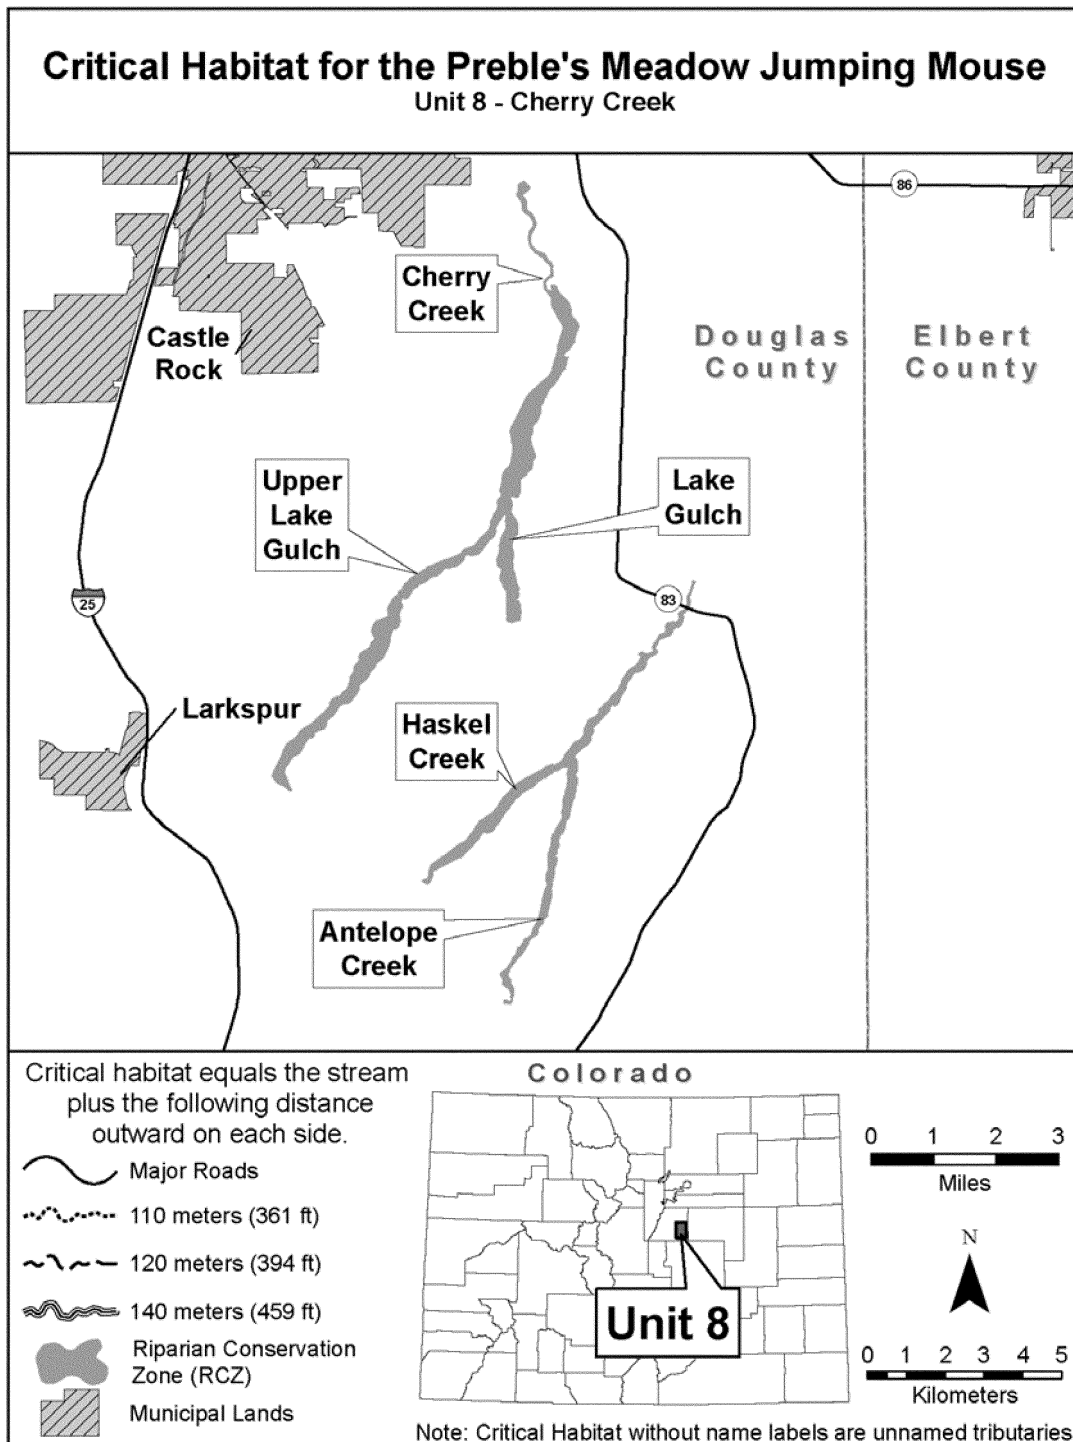 Critical Habitat for the Preble's Meadow Jumping Mouse
Unit 8 - Cherry Creek
86
Cherry
Creek
Castle
Rock
Douglas
County
Elbert
County
Upper
Lake
Gulch
Lake
Gulch
25
83
Larkspur
Haskel
Creek
Antelope
Creek
Critical habitat equals the stream
plus the following distance
outward on each side.
Major Roads
110 meters (361 ft)
120 meters (394 ft)
140 meters (459 ft)
Riparian Conservation
Zone (RCZ)
Municipal Lands
Colorado
Unit 8
0 1 2 3
Miles
N
0 1 2 3 4 5
Kilometers
Note: Critical Habitat without name labels are unnamed tributaries